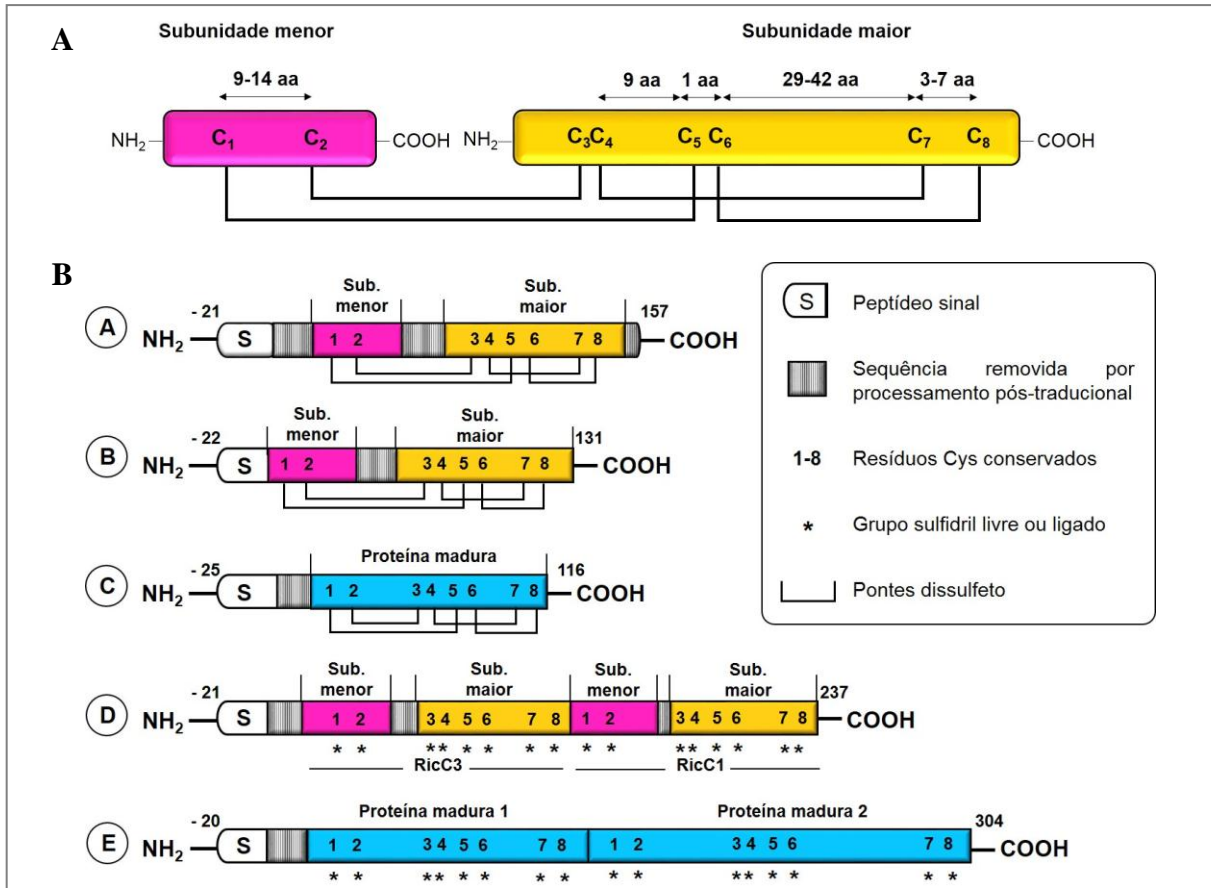 A
Subunidade menor
Subunidade maior
9-14 aa
9 aa
1 aa
29-42 aa
3-7 aa
NH2
C1
C2
COOH
NH2
C3C4
C5
C6
C7
C8
COOH
B
A
NH2
- 21
S
Sub.
menor
Sub.
maior
1 2 3 4 5 6 7 8
157
COOH
B
NH2
- 22
S
Sub.
menor
Sub.
maior
1 2 3 4 5 6 7 8
131
COOH
C
NH2
- 25
S
Proteína madura
1 2 3 4 5 6 7 8
116
COOH
D
NH2
- 21
S
Sub.
menor
Sub.
maior
Sub.
menor
Sub.
maior
1 2 3 4 5 6 7 8 1 2 3 4 5 6 7 8
237
COOH
* * ** * * * * * * ** * * **
RicC3
RicC1
E
NH2
- 20
S
Proteína madura 1
Proteína madura 2
1 2 3 4 5 6 7 8 1 2 3 4 5 6 7 8
304
COOH
* * ** * * * * * * ** * * * *
S
Peptídeo sinal
Sequência removida por
processamento pós-traducional
1-8
Resíduos Cys conservados
*
Grupo sulfidril livre ou ligado
Pontes dissulfeto